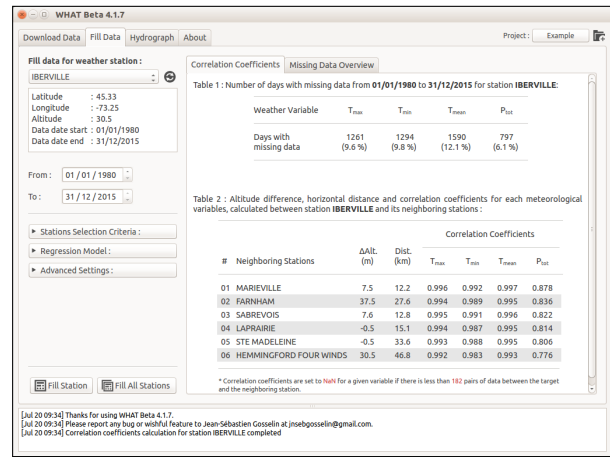 WHAT Beta 4.1.7
Download Data Fill Data Hydrograph About Project : Example
Fill data for weather station :
IBERVILLE
Latitude : 45.33
Longitude : -73.25
Altitude : 30.5
Data date start : 01/01/1980
Data date end : 31/12/2015
From : 01 / 01 / 1980
To : 31 / 12 / 2015
Stations Selection Criteria :
Regression Model :
Advanced Settings :
Fill Station Fill All Stations
Correlation Coefficients Missing Data Overview
Table 1 : Number of days with missing data from 01/01/1980 to 31/12/2015 for station IBERVILLE:
Weather Variable Tmax Tmin Tmean Ptot
Days with 1261 1294 1590 797
missing data (9.6 %) (9.8 %) (12.1 %) (6.1 %)
Table 2 : Altitude difference, horizontal distance and correlation coefficients for each meteorological
variables, calculated between station IBERVILLE and its neighboring stations :
Correlation Coefficients
ΔAlt. Dist.
# Neighboring Stations (m) (km) Tmax Tmin Tmean Ptot
01 MARIEVILLE 7.5 12.2 0.996 0.992 0.997 0.878
02 FARNHAM 37.5 27.6 0.994 0.989 0.995 0.836
03 SABREVOIS 7.6 12.8 0.995 0.991 0.996 0.822
04 LAPRAIRIE -0.5 15.1 0.994 0.987 0.995 0.814
05 STE MADELEINE -0.5 33.6 0.993 0.988 0.995 0.806
06 HEMMINGFORD FOUR WINDS 30.5 46.8 0.992 0.983 0.993 0.776
* Correlation coefficients are set to NaN for a given variable if there is less than 182 pairs of data between the target
and the neighboring station.
[Jul 20 09:34] Thanks for using WHAT Beta 4.1.7.
[Jul 20 09:34] Please report any bug or wishful feature to Jean-Sébastien Gosselin at jnsebgosselin@gmail.com.
[Jul 20 09:34] Correlation coefficients calculation for station IBERVILLE completed